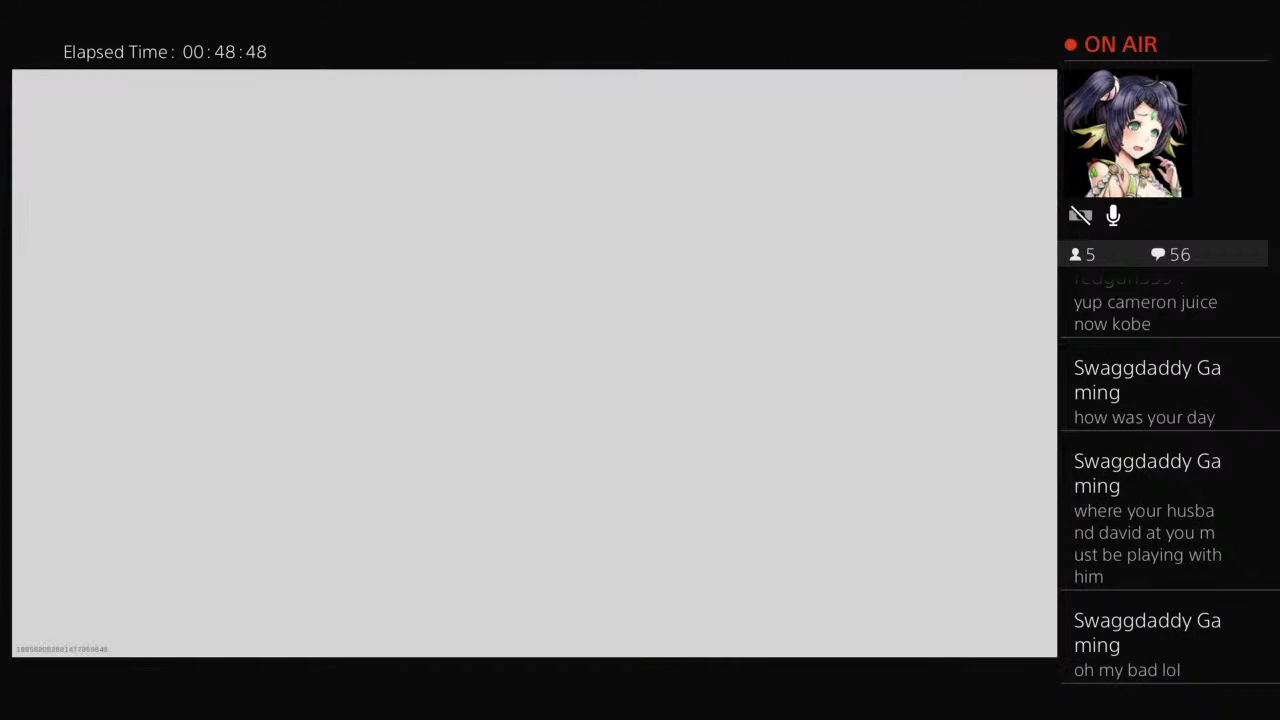 Elapsed Time: 00:48:48
ON AIR
5 56
yup cameron juice
now kobe
Swaggdaddy Ga
ming
how was your day
Swaggdaddy Ga
ming
where your husba
nd david at you m
ust be playing with
him
Swaggdaddy Ga
ming
oh my bad lol